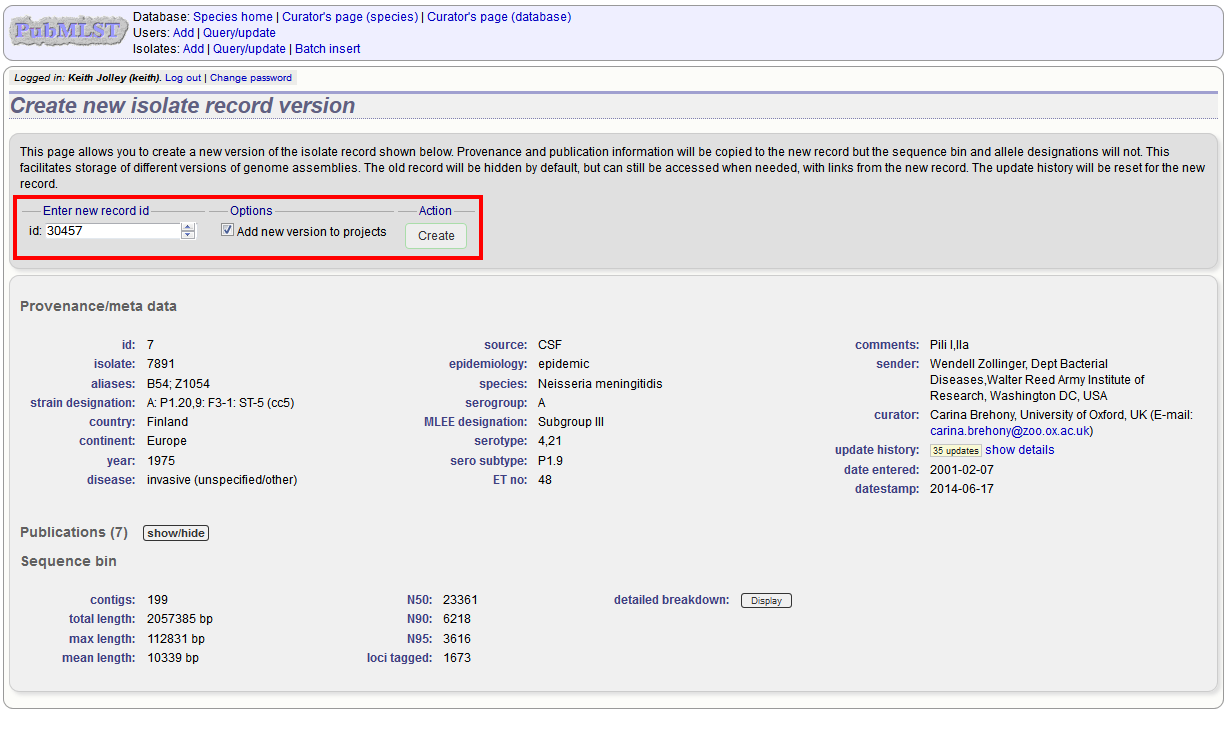 PubMLST
Database: Species home | Curator's page (species) | Curator's page (database)
Users: Add | Query/update
Isolates: Add | Query/update | Batch insert
Logged in: Keith Jolley (keith). Log out | Change password
Create new isolate record version
This page allows you to create a new version of the isolate record shown below. Provenance and publication information will be copied to the new record but the sequence bin and allele designations will not. This
facilitates storage of different versions of genome assemblies. The old record will be hidden by default, but can still be accessed when needed, with links from the new record. The update history will be reset for the new
record.
Enter new record id Options Action
id: 30457 Add new version to projects Create
Provenance/meta data
id: 7
isolate: 7891
aliases: B54; Z1054
strain designation: A: P1.20,9: F3-1: ST-5 (cc5)
country: Finland
continent: Europe
year: 1975
disease: invasive (unspecified/other)
source: CSF
epidemiology: epidemic
species: Neisseria meningitidis
serogroup: A
MLEE designation: Subgroup III
serotype: 4,21
sero subtype: P1.9
ET no: 48
comments: Pili I,IIa
sender: Wendell Zollinger, Dept Bacterial
Diseases,Walter Reed Army Institute of
Research, Washington DC, USA
curator: Carina Brehony, University of Oxford, UK (E-mail:
carina.brehony@zoo.ox.ac.uk)
update history: 35 updates show details
date entered: 2001-02-07
datestamp: 2014-06-17
Publications (7) show/hide
Sequence bin
contigs: 199
total length: 2057385 bp
max length: 112831 bp
mean length: 10339 bp
N50: 23361
N90: 6218
N95: 3616
loci tagged: 1673
detailed breakdown: Display